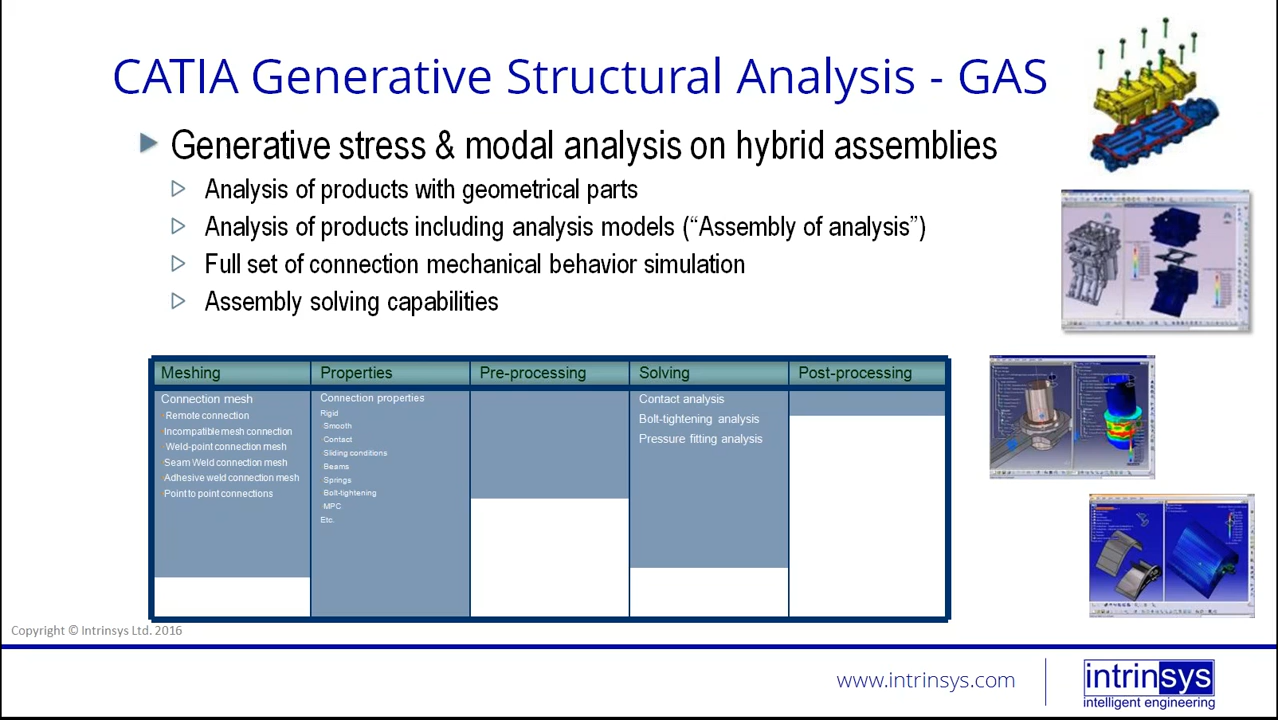 CATIA Generative Structural Analysis - GAS
Generative stress & modal analysis on hybrid assemblies
Analysis of products with geometrical parts
Analysis of products including analysis models (“Assembly of analysis”)
Full set of connection mechanical behavior simulation
Assembly solving capabilities
Meshing
Connection mesh
Remote connection
Incompatible mesh connection
Weld-point connection mesh
Seam Weld connection mesh
Adhesive weld connection mesh
Point to point connections
Properties
Connection properties
Rigid
Smooth
Contact
Sliding conditions
Beams
Springs
Bolt-tightening
MPC
Etc.
Pre-processing
Solving
Contact analysis
Bolt-tightening analysis
Pressure fitting analysis
Post-processing
Copyright © Intrinsys Ltd. 2016
www.intrinsys.com
intrinsys
intelligent engineering